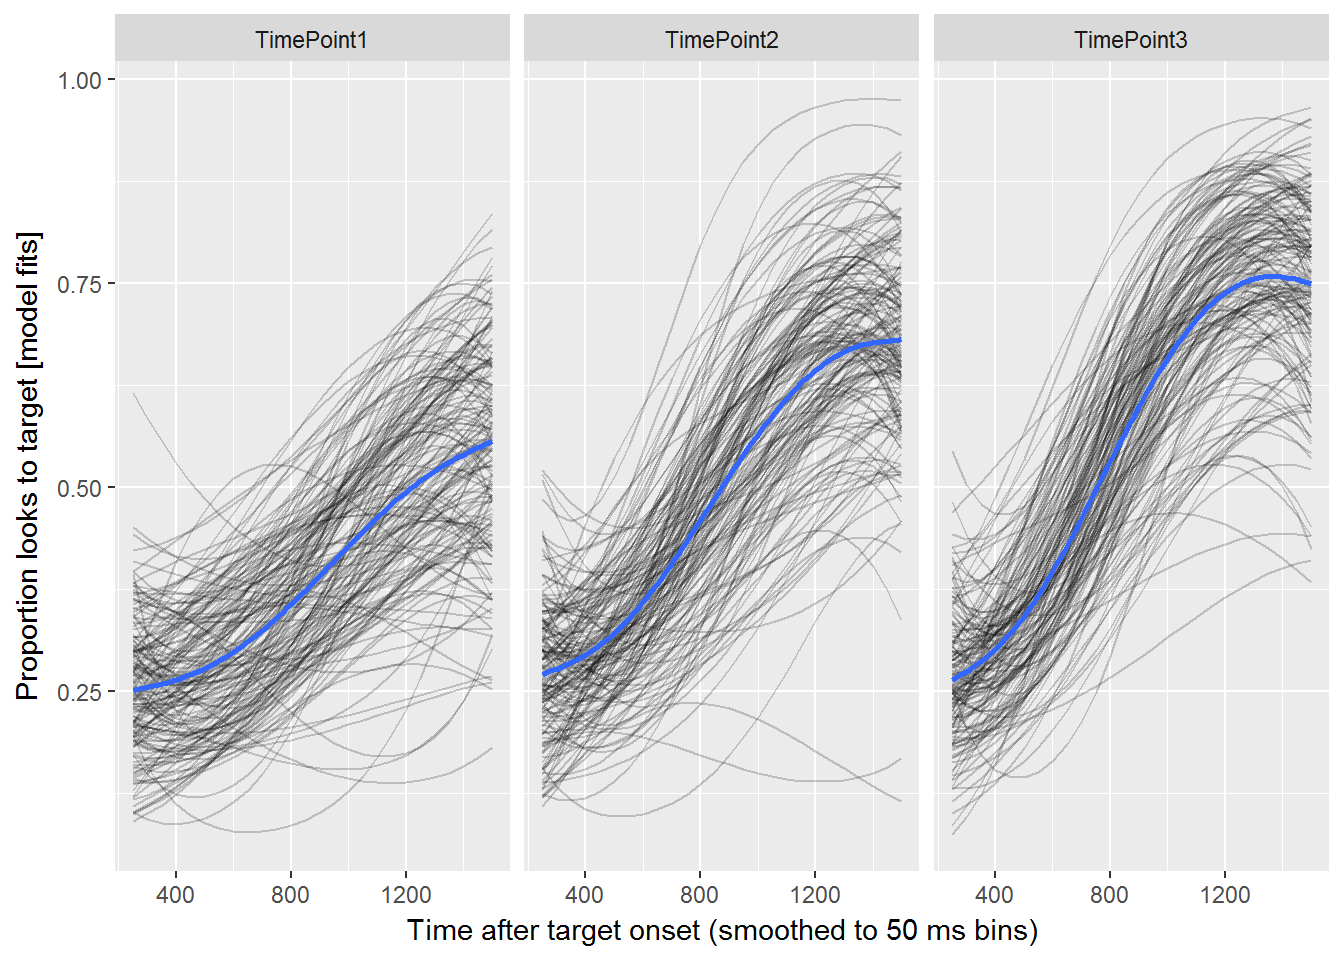 TimePoint1 TimePoint2 TimePoint3
1.00
0.75
0.50
0.25
Proportion looks to target [model fits]
400 800 1200 400 800 1200 400 800 1200
Time after target onset (smoothed to 50 ms bins)